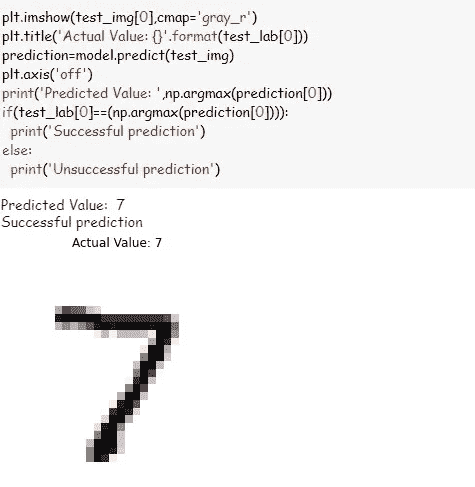 plt.imshow(test_img[0],cmap='gray_r')
plt.title('Actual Value: {}'.format(test_lab[0]))
prediction=model.predict(test_img)
plt.axis('off')
print('Predicted Value: ',np.argmax(prediction[0]))
if(test_lab[0]==(np.argmax(prediction[0]))):
  print('Successful prediction')
else:
  print('Unsuccessful prediction')
Predicted Value:  7
Successful prediction
Actual Value: 7
7